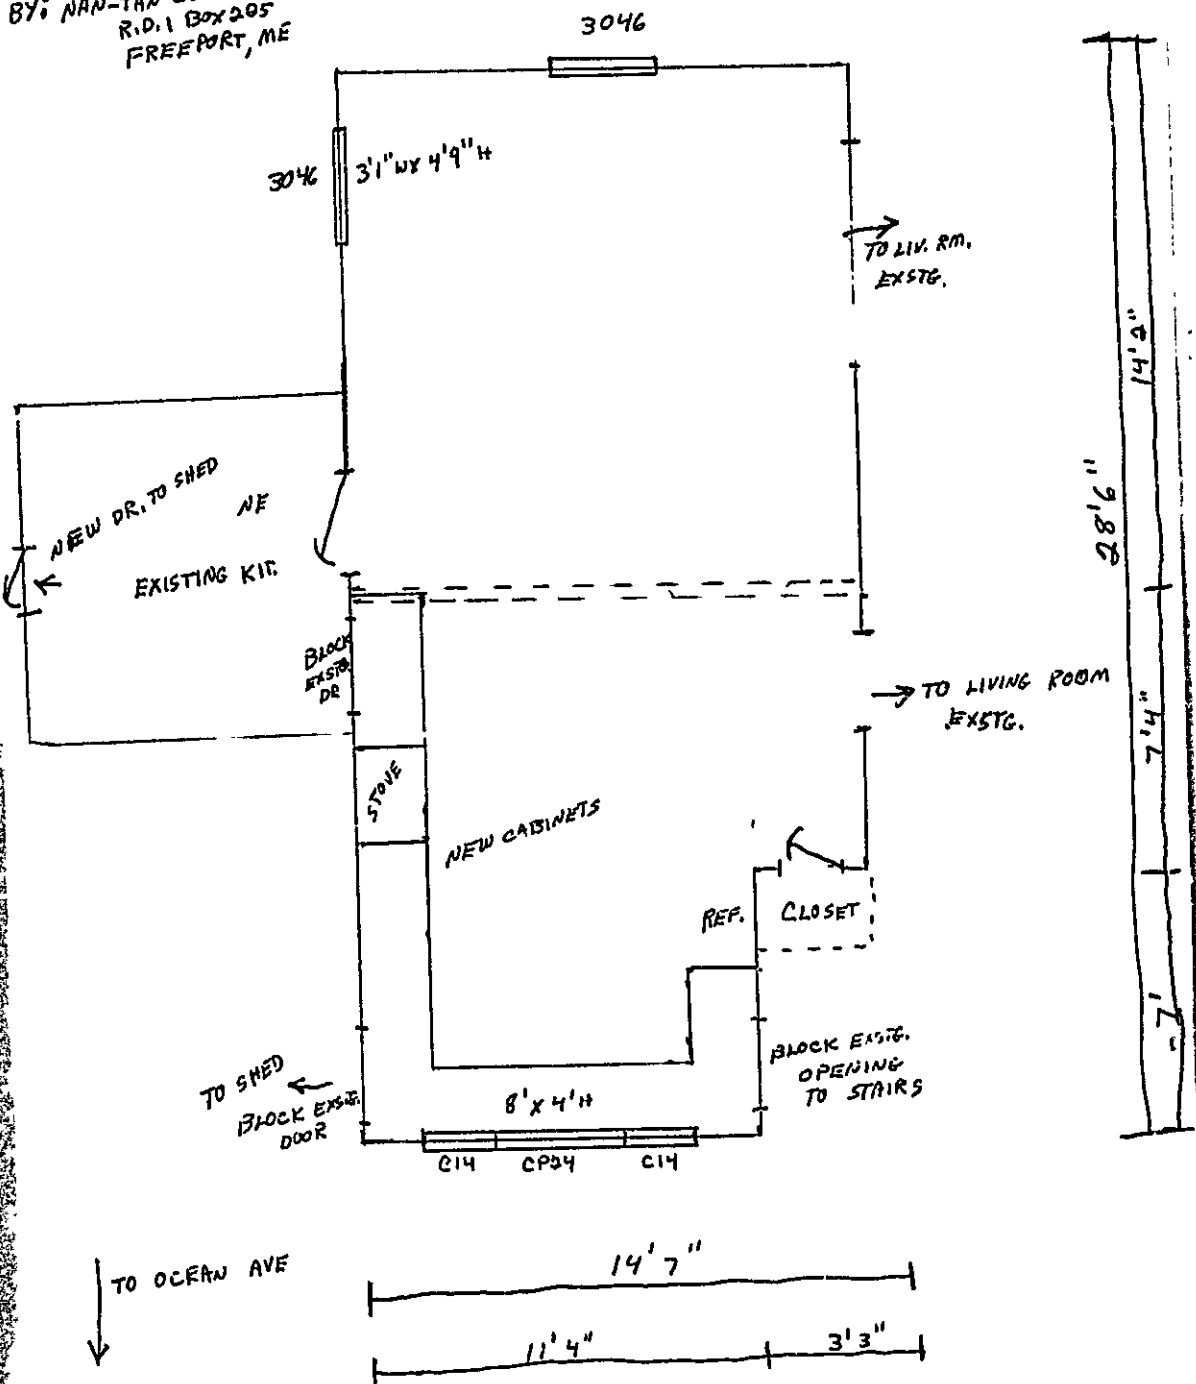 BY: NAN-TAN
R.D.1 BOX 205
FREEPORT, ME
3046
3046
3'1" W X 4'9" H
TO LIV. RM.
EXSTG.
14'2"
28'6"
NEW DR. TO SHED
NE
EXISTING KIT.
BLOCK
EXSTG.
DR
TO LIVING ROOM
EXSTG.
7'4"
STOVE
NEW CABINETS
REF.
CLOSET
7'
BLOCK EXSTG.
OPENING
TO STAIRS
TO SHED
BLOCK EXSTG.
DOOR
8' X 4' H
C14
CP24
C14
TO OCEAN AVE
14'7"
11'4"
3'3"